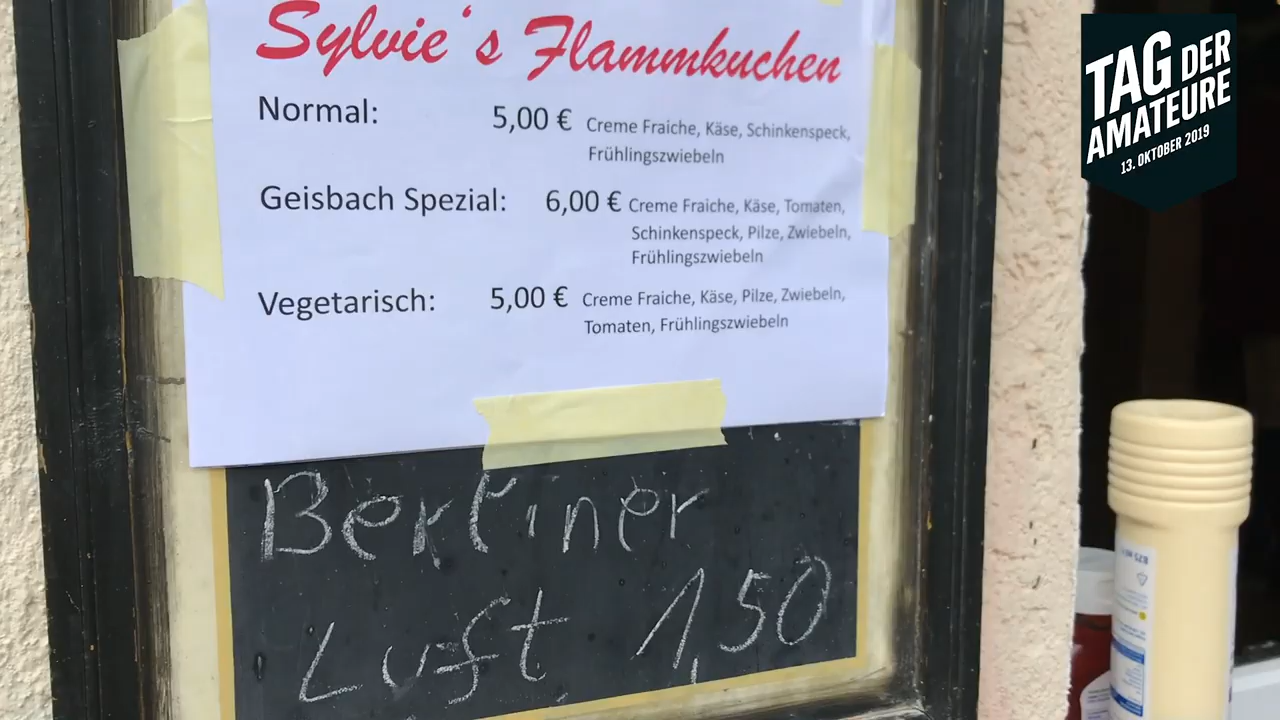 Sylvie's Flammkuchen
Normal: 5,00 € Creme Fraiche, Käse, Schinkenspeck,
Frühlingszwiebeln
Geisbach Spezial: 6,00 € Creme Fraiche, Käse, Tomaten,
Schinkenspeck, Pilze, Zwiebeln,
Frühlingszwiebeln
Vegetarisch: 5,00 € Creme Fraiche, Käse, Pilze, Zwiebeln,
Tomaten, Frühlingszwiebeln
Berliner
Luft 1,50
TAG DER
AMATEURE
13. OKTOBER 2019